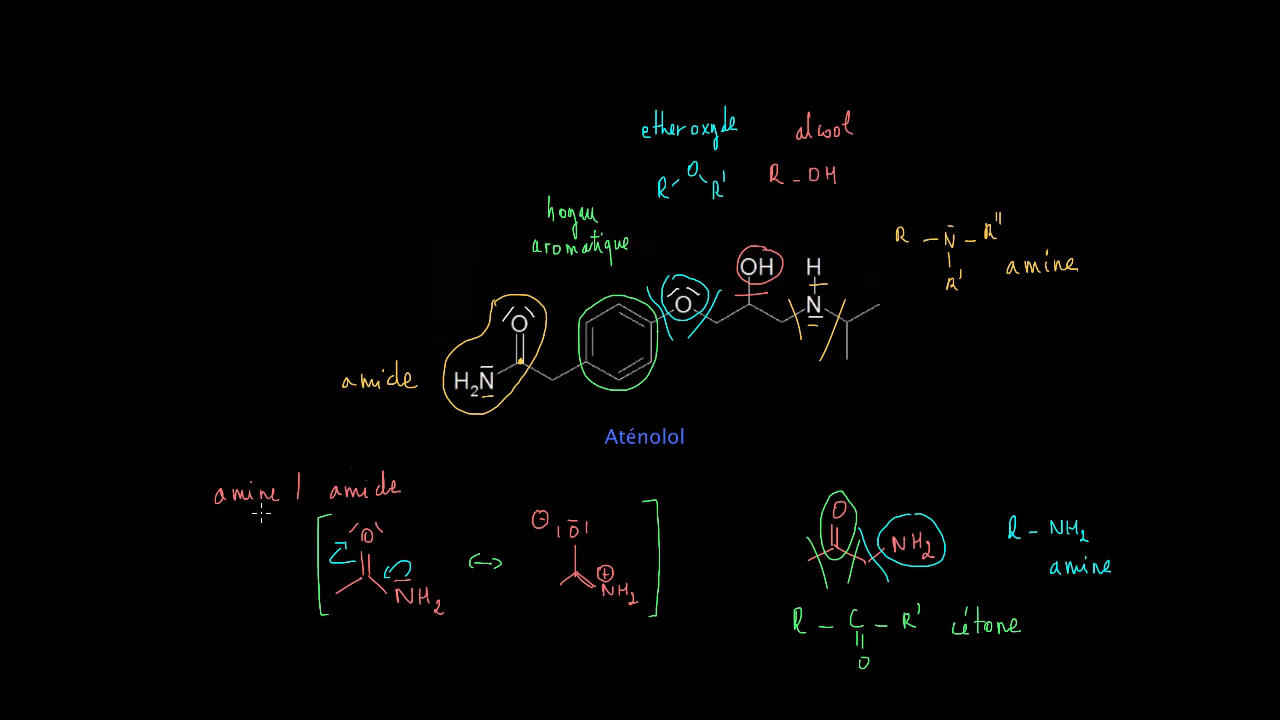 etheroxyde
alcool
R O R'
R - OH
hoyau
aromatique
R - N - R''
R'
amine
OH
H
O
N
O
H2N
amide
Aténolol
amine / amide
O
NH2
⊖ |O|
⊕
NH2
O
NH2
R - NH2
amine
R - C - R' cétone
O